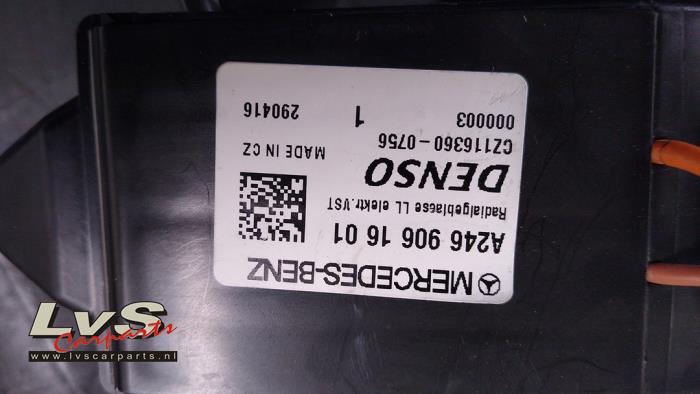 MERCEDES-BENZ
A246 906 16 01
Radialgeblaese LL elektr.VST
DENSO
MADE IN CZ
CZ116360-0756
000003
1
290416
LvS
Carparts
www.lvscarparts.nl